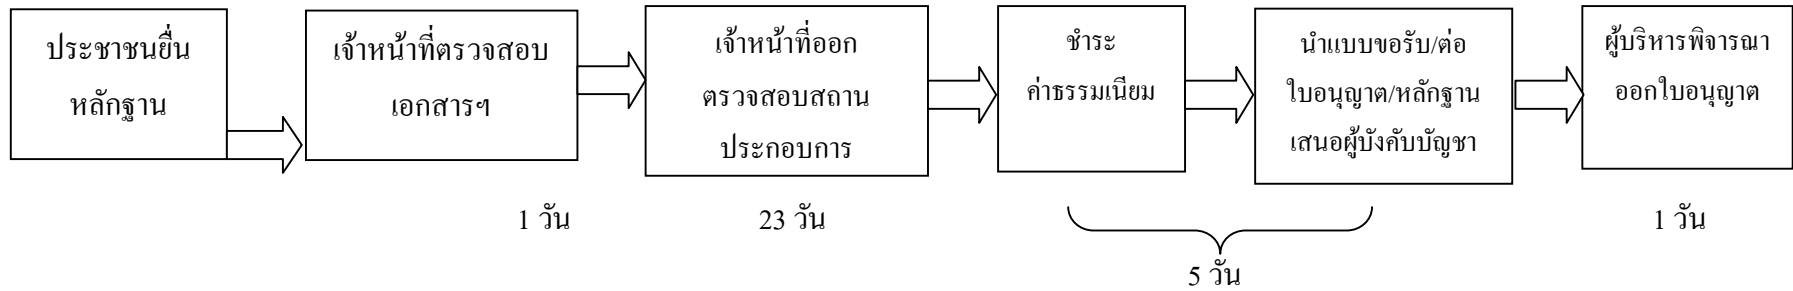 ประชาชนยื่น
หลักฐาน
เจ้าหน้าที่ตรวจสอบ
เอกสารฯ
เจ้าหน้าที่ออก
ตรวจสอบสถาน
ประกอบการ
ชำระ
ค่าธรรมเนียม
นำแบบขอรับ/ต่อ
ใบอนุญาต/หลักฐาน
เสนอผู้บังคับบัญชา
ผู้บริหารพิจารณา
ออกใบอนุญาต
1 วัน
23 วัน
5 วัน
1 วัน